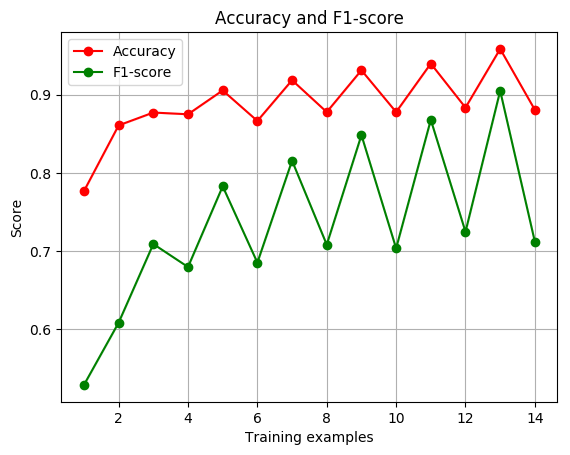 Accuracy and F1-score
Accuracy
F1-score
0.9
0.8
0.7
0.6
Score
2 4 6 8 10 12 14
Training examples